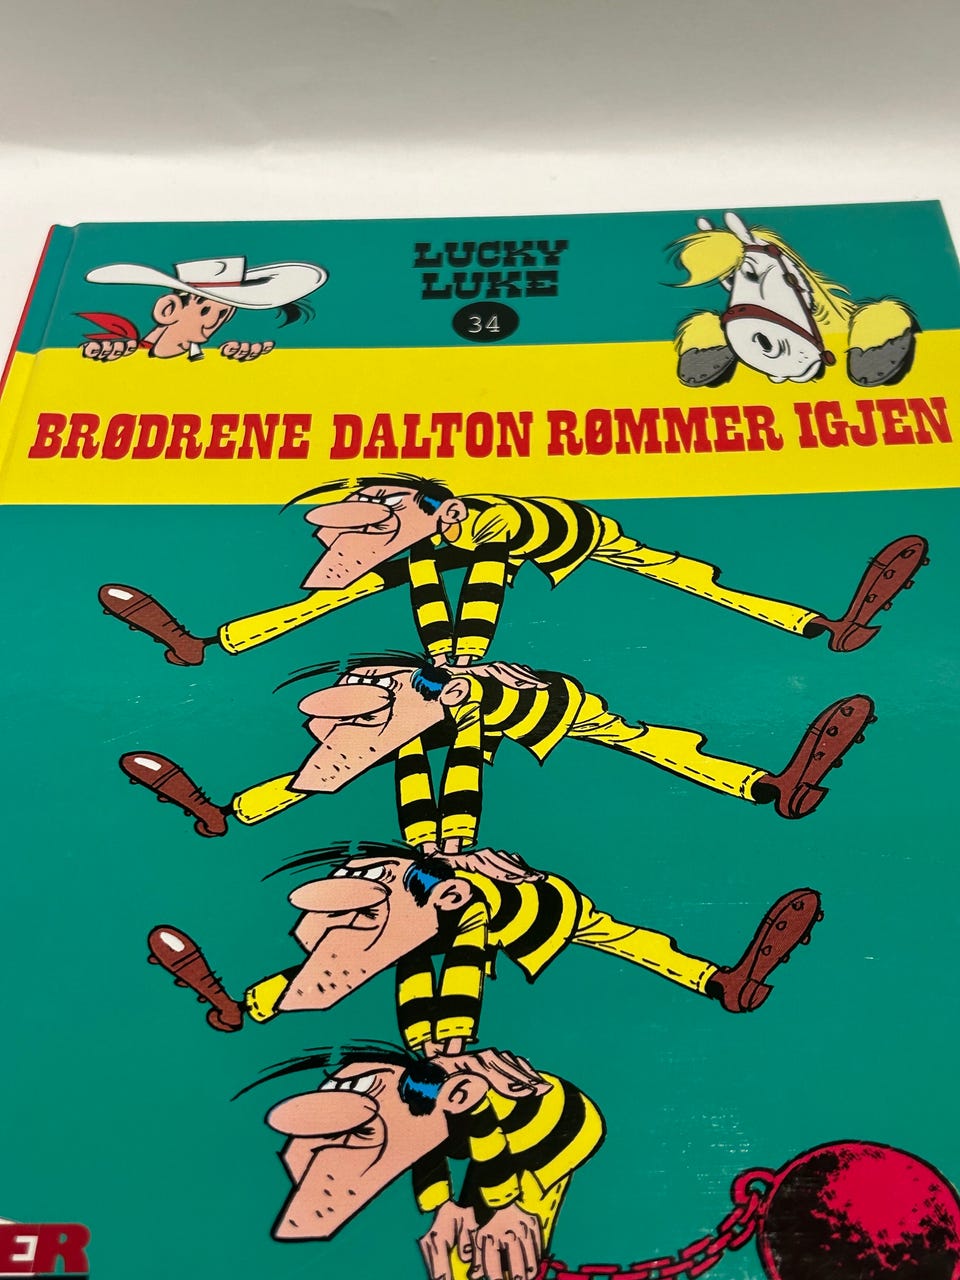 LUCKY
LUKE
34
BRØDRENE DALTON RØMMER IGJEN
ER